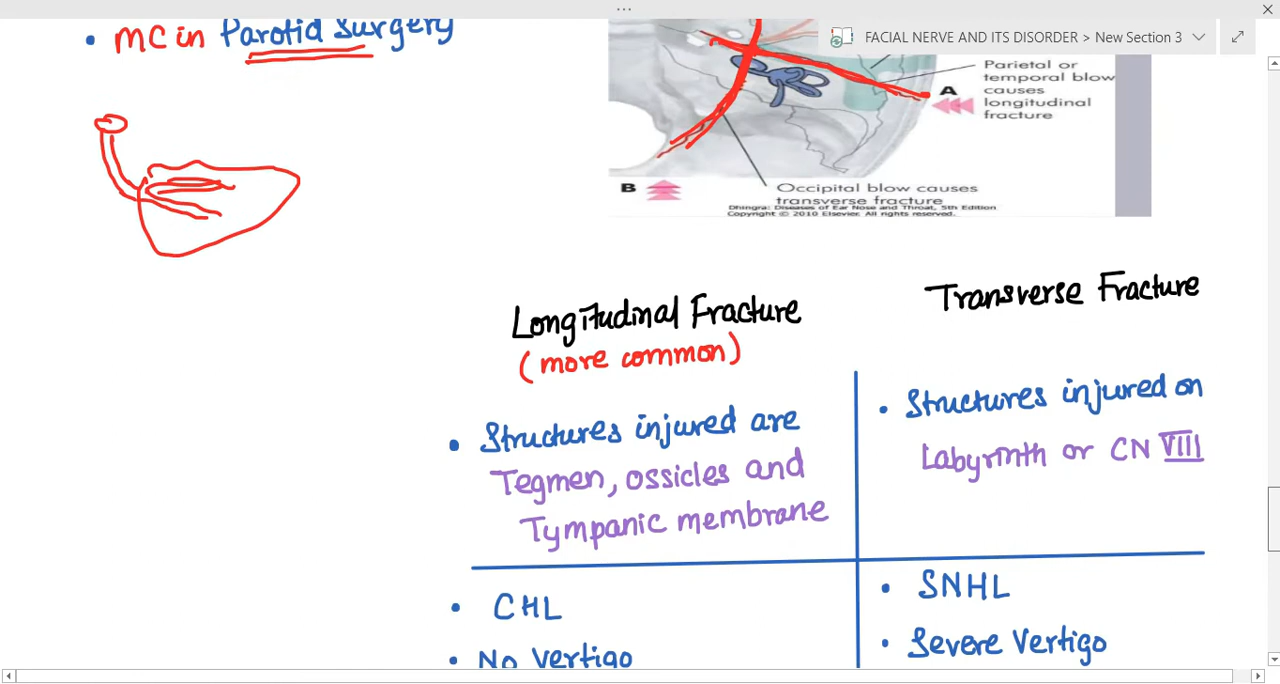 FACIAL NERVE AND ITS DISORDER > New Section 3
• MC in Parotid Surgery
Parietal or
temporal blow
causes
longitudinal
fracture
A
B
Occipital blow causes
transverse fracture
Dhingra: Diseases of Ear Nose and Throat, 5th Edition
Copyright © 2010 Elsevier. All rights reserved.
Longitudinal Fracture
(more common)
Transverse Fracture
• Structures injured are
Tegmen, ossicles and
Tympanic membrane
• Structures injured on
Labyrinth or CN VIII
• CHL
• No Vertigo
• SNHL
• Severe Vertigo